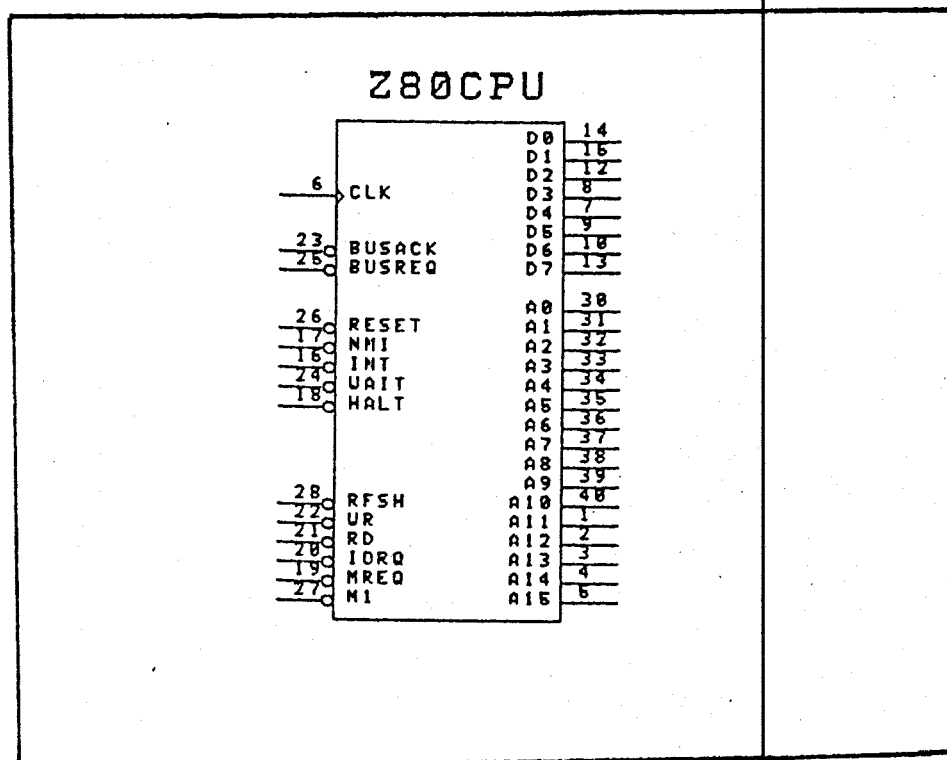 Z80CPU
6 CLK
23 BUSACK
25 BUSREQ
26 RESET
17 NMI
16 INT
24 WAIT
18 HALT
28 RFSH
22 WR
21 RD
20 IORQ
19 MREQ
27 M1
D0 14
D1 15
D2 12
D3 8
D4 7
D5 9
D6 10
D7 13
A0 30
A1 31
A2 32
A3 33
A4 34
A5 35
A6 36
A7 37
A8 38
A9 39
A10 40
A11 1
A12 2
A13 3
A14 4
A15 5